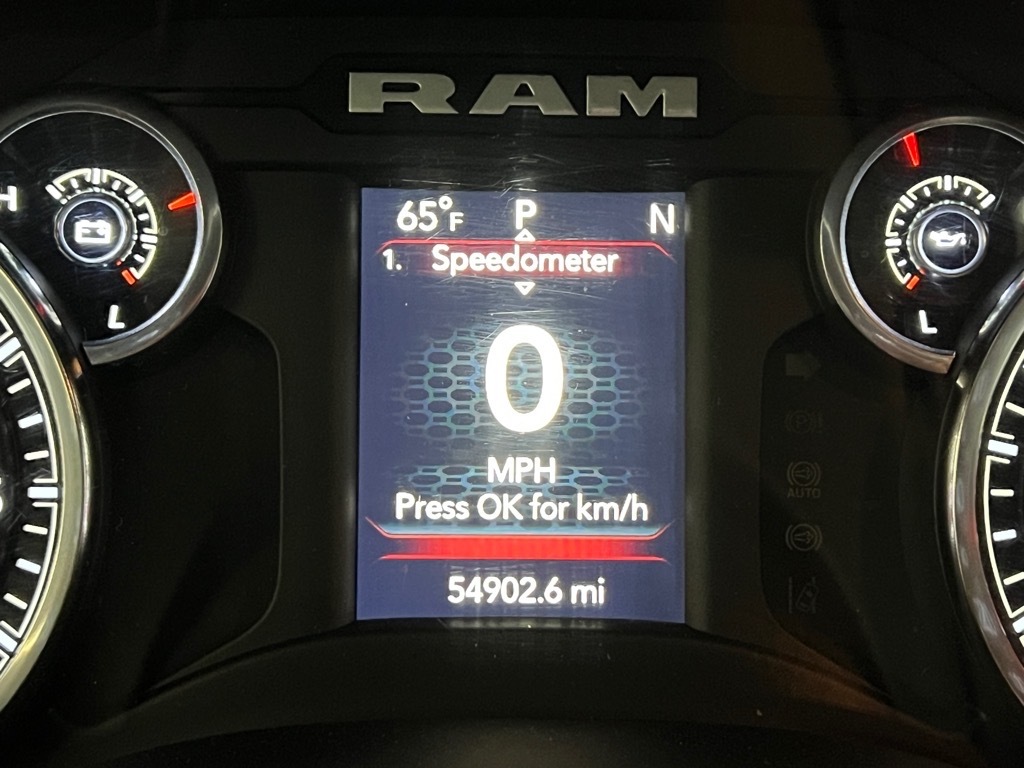 RAM
H
L
65°F P N
1. Speedometer
0
MPH
Press OK for km/h
54902.6 mi
L
(P)
AUTO